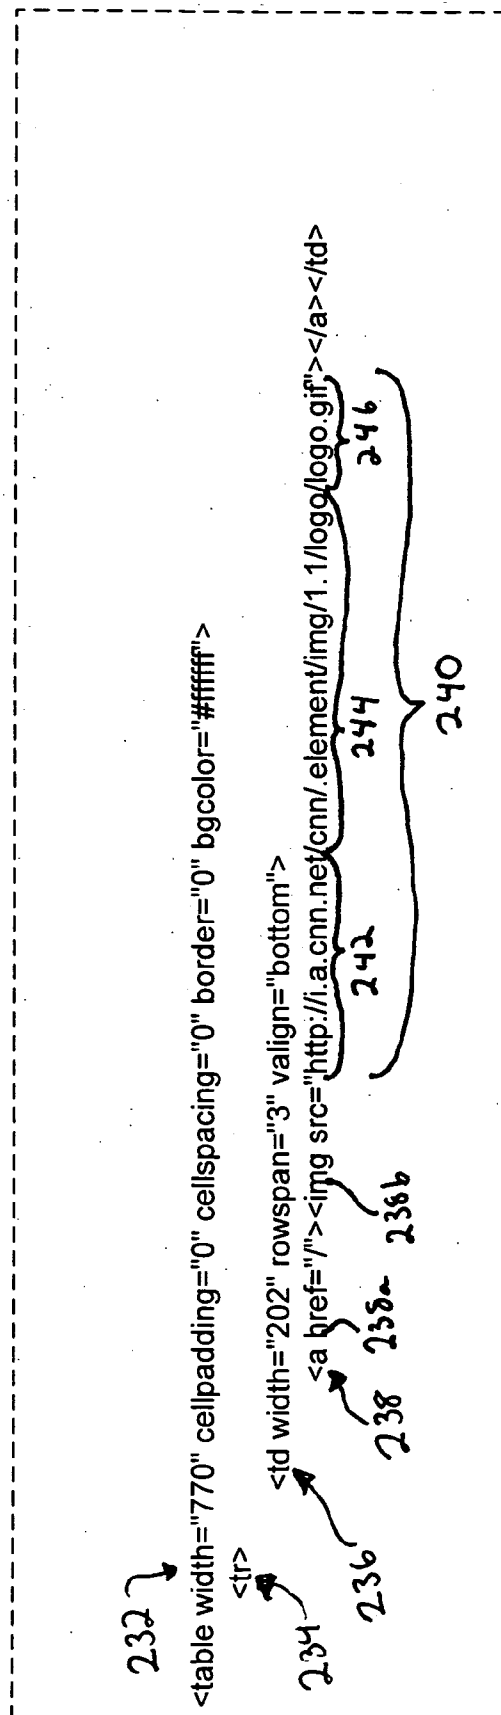 232
<table width="770" cellpadding="0" cellspacing="0" border="0" bgcolor="#ffffff">
<tr>
234
<td width="202" rowspan="3" valign="bottom">
236
<a href="/"><img src="http://i.a.cnn.net/cnn/.element/img/1.1/logo/logo.gif"></a></td>
238 238a 238b 242 244 246
240